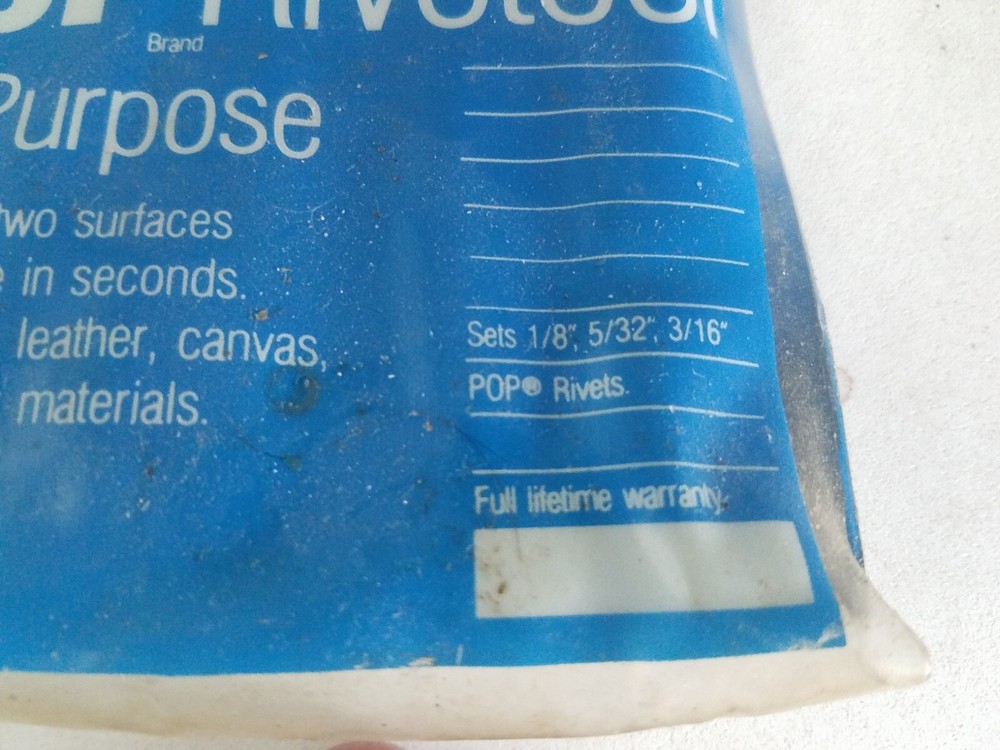 Brand
Purpose
two surfaces
in seconds.
leather, canvas,
materials.
Sets 1/8", 5/32", 3/16"
POP® Rivets.
Full lifetime warranty.